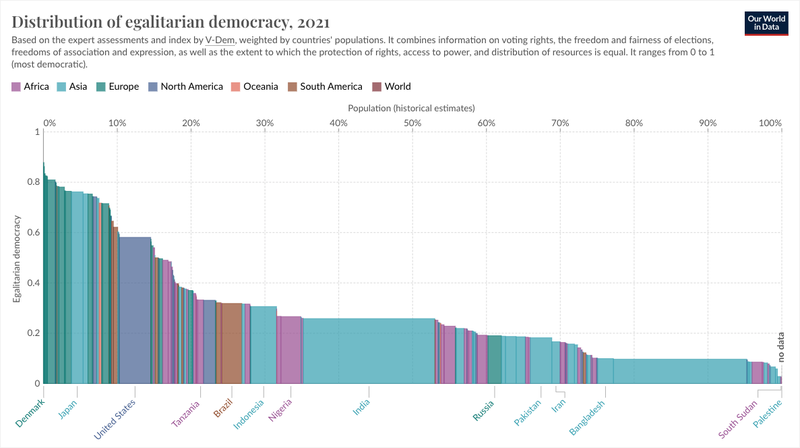 Distribution of egalitarian democracy, 2021
Our World
in Data
Based on the expert assessments and index by V-Dem, weighted by countries' populations. It combines information on voting rights, the freedom and fairness of elections,
freedoms of association and expression, as well as the extent to which the protection of rights, access to power, and distribution of resources is equal. It ranges from 0 to 1
(most democratic).
Africa Asia Europe North America Oceania South America World
Population (historical estimates)
0% 10% 20% 30% 40% 50% 60% 70% 80% 90% 100%
1
0.8
0.6
0.4
0.2
0
Egalitarian democracy
no data
Denmark
Japan
United States
Tanzania
Brazil
Indonesia
Nigeria
India
Russia
Pakistan
Iran
Bangladesh
South Sudan
Palestine